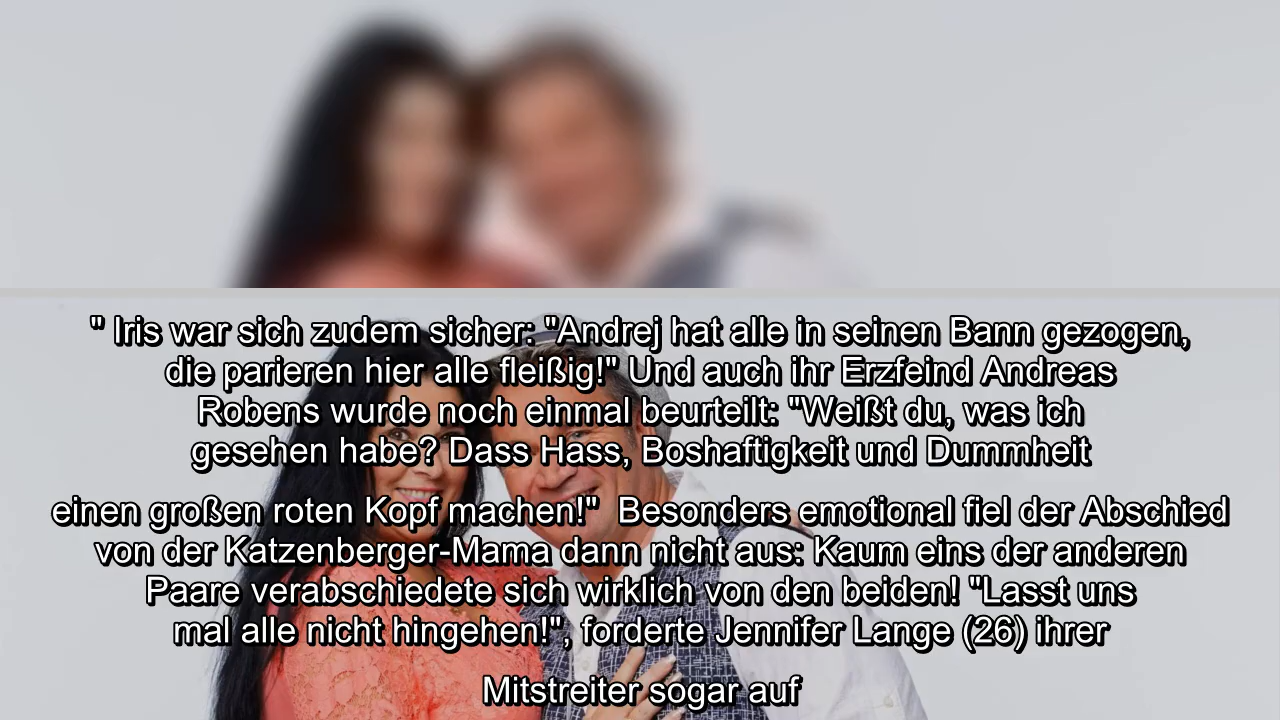 " Iris war sich zudem sicher: "Andrej hat alle in seinen Bann gezogen,
die parieren hier alle fleißig!" Und auch ihr Erzfeind Andreas
Robens wurde noch einmal beurteilt: "Weißt du, was ich
gesehen habe? Dass Hass, Boshaftigkeit und Dummheit
einen großen roten Kopf machen!"  Besonders emotional fiel der Abschied
von der Katzenberger-Mama dann nicht aus: Kaum eins der anderen
Paare verabschiedete sich wirklich von den beiden! "Lasst uns
mal alle nicht hingehen!", forderte Jennifer Lange (26) ihrer
Mitstreiter sogar auf